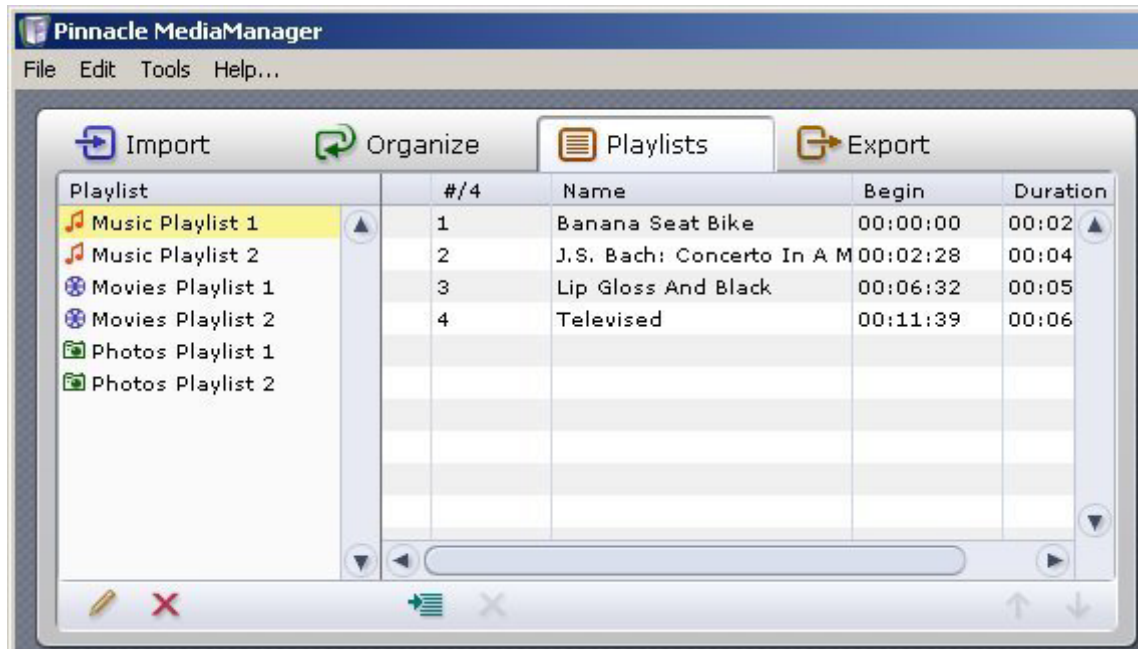 Pinnacle MediaManager
File Edit Tools Help...
Import Organize Playlists Export
Playlist #/4 Name Begin Duration
Music Playlist 1 1 Banana Seat Bike 00:00:00 00:02
Music Playlist 2 2 J.S. Bach: Concerto In A M 00:02:28 00:04
Movies Playlist 1 3 Lip Gloss And Black 00:06:32 00:05
Movies Playlist 2 4 Televised 00:11:39 00:06
Photos Playlist 1
Photos Playlist 2